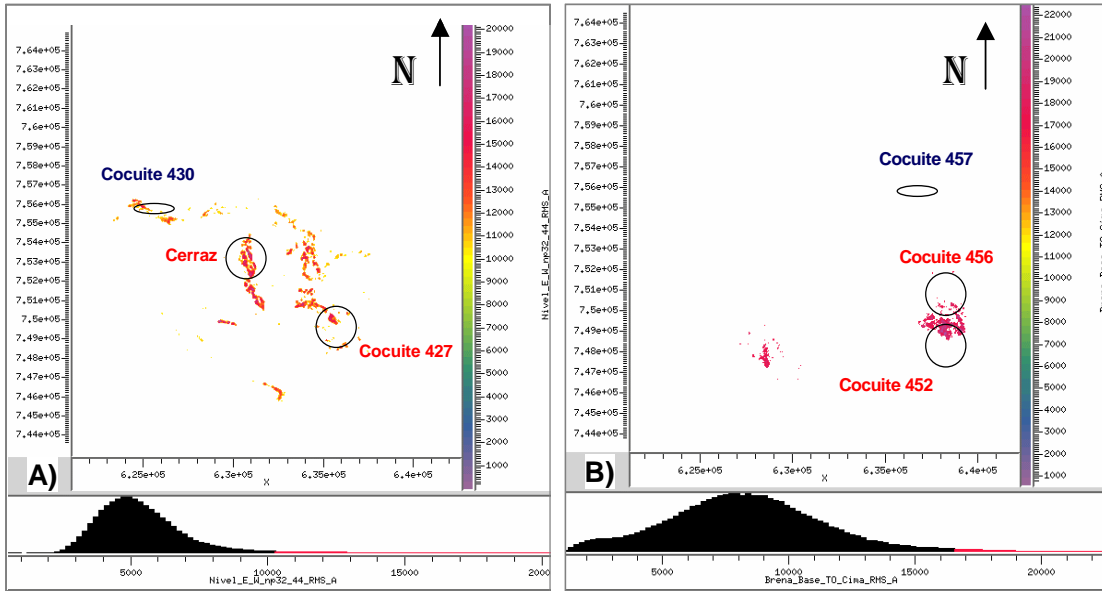 A)
N
7.64e+05
7.63e+05
7.62e+05
7.61e+05
7.6e+05
7.59e+05
7.58e+05
7.57e+05
7.56e+05
7.55e+05
7.54e+05
7.53e+05
7.52e+05
7.51e+05
7.5e+05
7.49e+05
7.48e+05
7.47e+05
7.46e+05
7.45e+05
7.44e+05
Cocuite 430
Cerraz
Cocuite 427
6.25e+05 6.3e+05 6.35e+05 6.4e+05
X
20000
19000
18000
17000
16000
15000
14000
13000
12000
11000
10000
9000
8000
7000
6000
5000
4000
3000
2000
1000
Nivel_E_W_np32_44_RMS_A
5000 10000 15000 20000
Nivel_E_W_np32_44_RMS_A
B)
N
7.64e+05
7.63e+05
7.62e+05
7.61e+05
7.6e+05
7.59e+05
7.58e+05
7.57e+05
7.56e+05
7.55e+05
7.54e+05
7.53e+05
7.52e+05
7.51e+05
7.5e+05
7.49e+05
7.48e+05
7.47e+05
7.46e+05
7.45e+05
7.44e+05
Cocuite 457
Cocuite 456
Cocuite 452
6.25e+05 6.3e+05 6.35e+05 6.4e+05
X
22000
21000
20000
19000
18000
17000
16000
15000
14000
13000
12000
11000
10000
9000
8000
7000
6000
5000
4000
3000
2000
1000
5000 10000 15000 20000
Brena_Base_TO_Cima_RMS_A